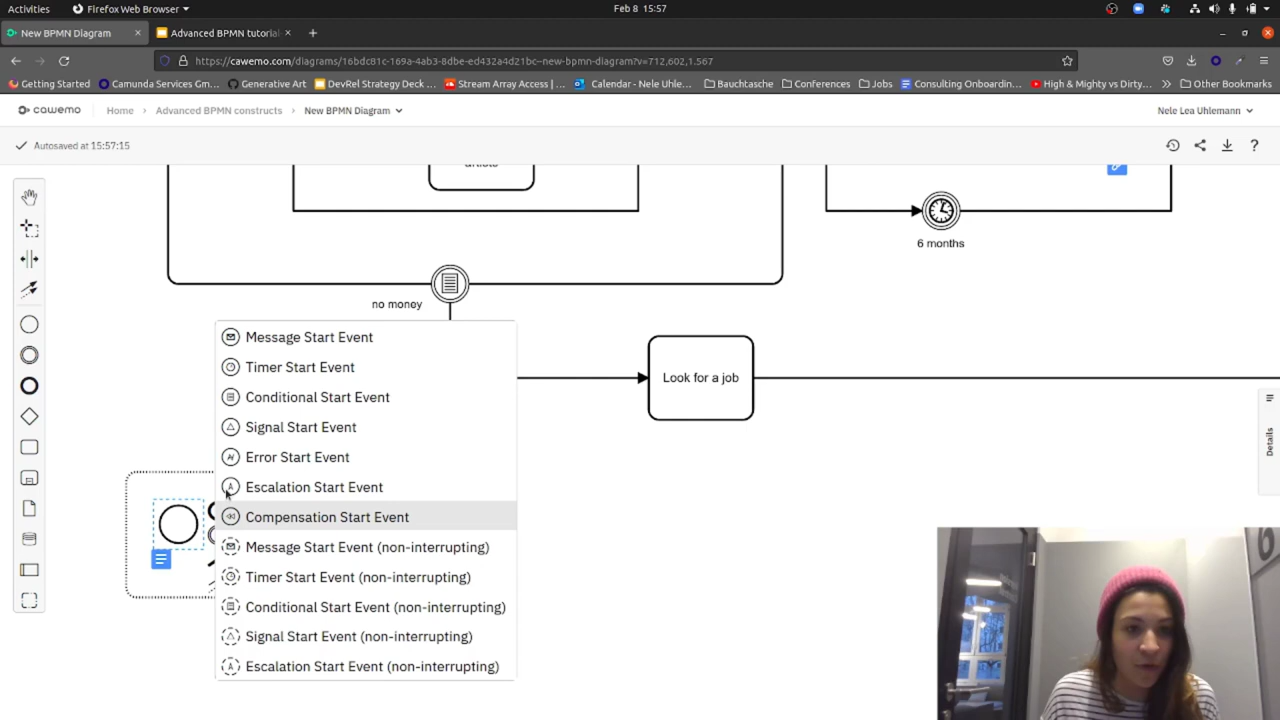 Activities
Firefox Web Browser
Feb 8 15:57
New BPMN Diagram
Advanced BPMN tutorial
https://cawemo.com/diagrams/16bdc81c-169a-4ab3-8dbe-ed432a4d21bc--new-bpmn-diagram?v=712,602,1.567
Getting Started
Camunda Services Gm...
Generative Art
DevRel Strategy Deck ...
Stream Array Access | ...
Calendar - Nele Uhle...
Bauchtasche
Conferences
Jobs
Consulting Onboardin...
High & Mighty vs Dirty...
Other Bookmarks
cawemo
Home
Advanced BPMN constructs
New BPMN Diagram
Nele Lea Uhlemann
Autosaved at 15:57:15
artists
6 months
no money
Message Start Event
Timer Start Event
Conditional Start Event
Signal Start Event
Error Start Event
Escalation Start Event
Compensation Start Event
Message Start Event (non-interrupting)
Timer Start Event (non-interrupting)
Conditional Start Event (non-interrupting)
Signal Start Event (non-interrupting)
Escalation Start Event (non-interrupting)
Look for a job
Details